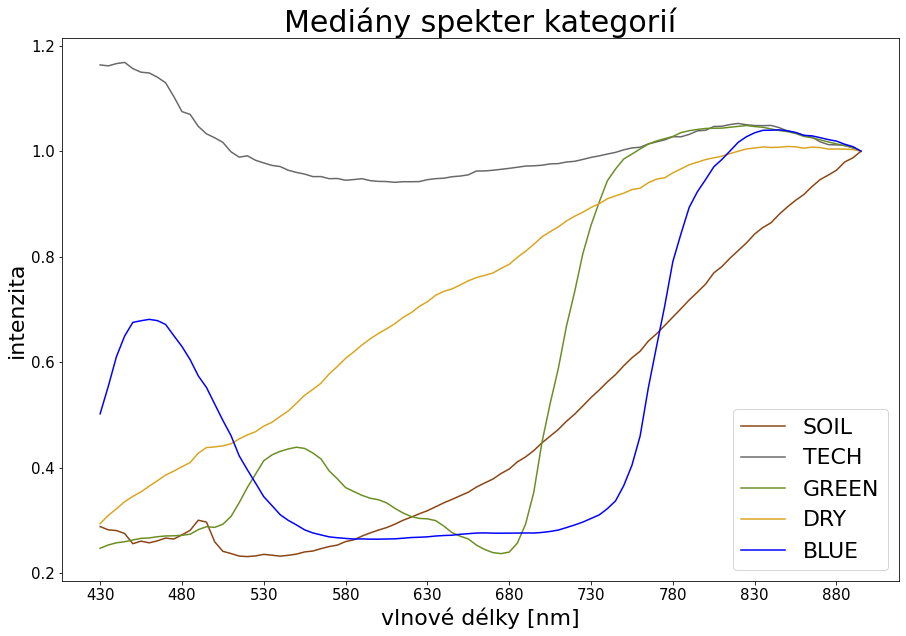 Mediány spekter kategorií
intenzita
1.2
1.0
0.8
0.6
0.4
0.2
430 480 530 580 630 680 730 780 830 880
vlnové délky [nm]
SOIL
TECH
GREEN
DRY
BLUE